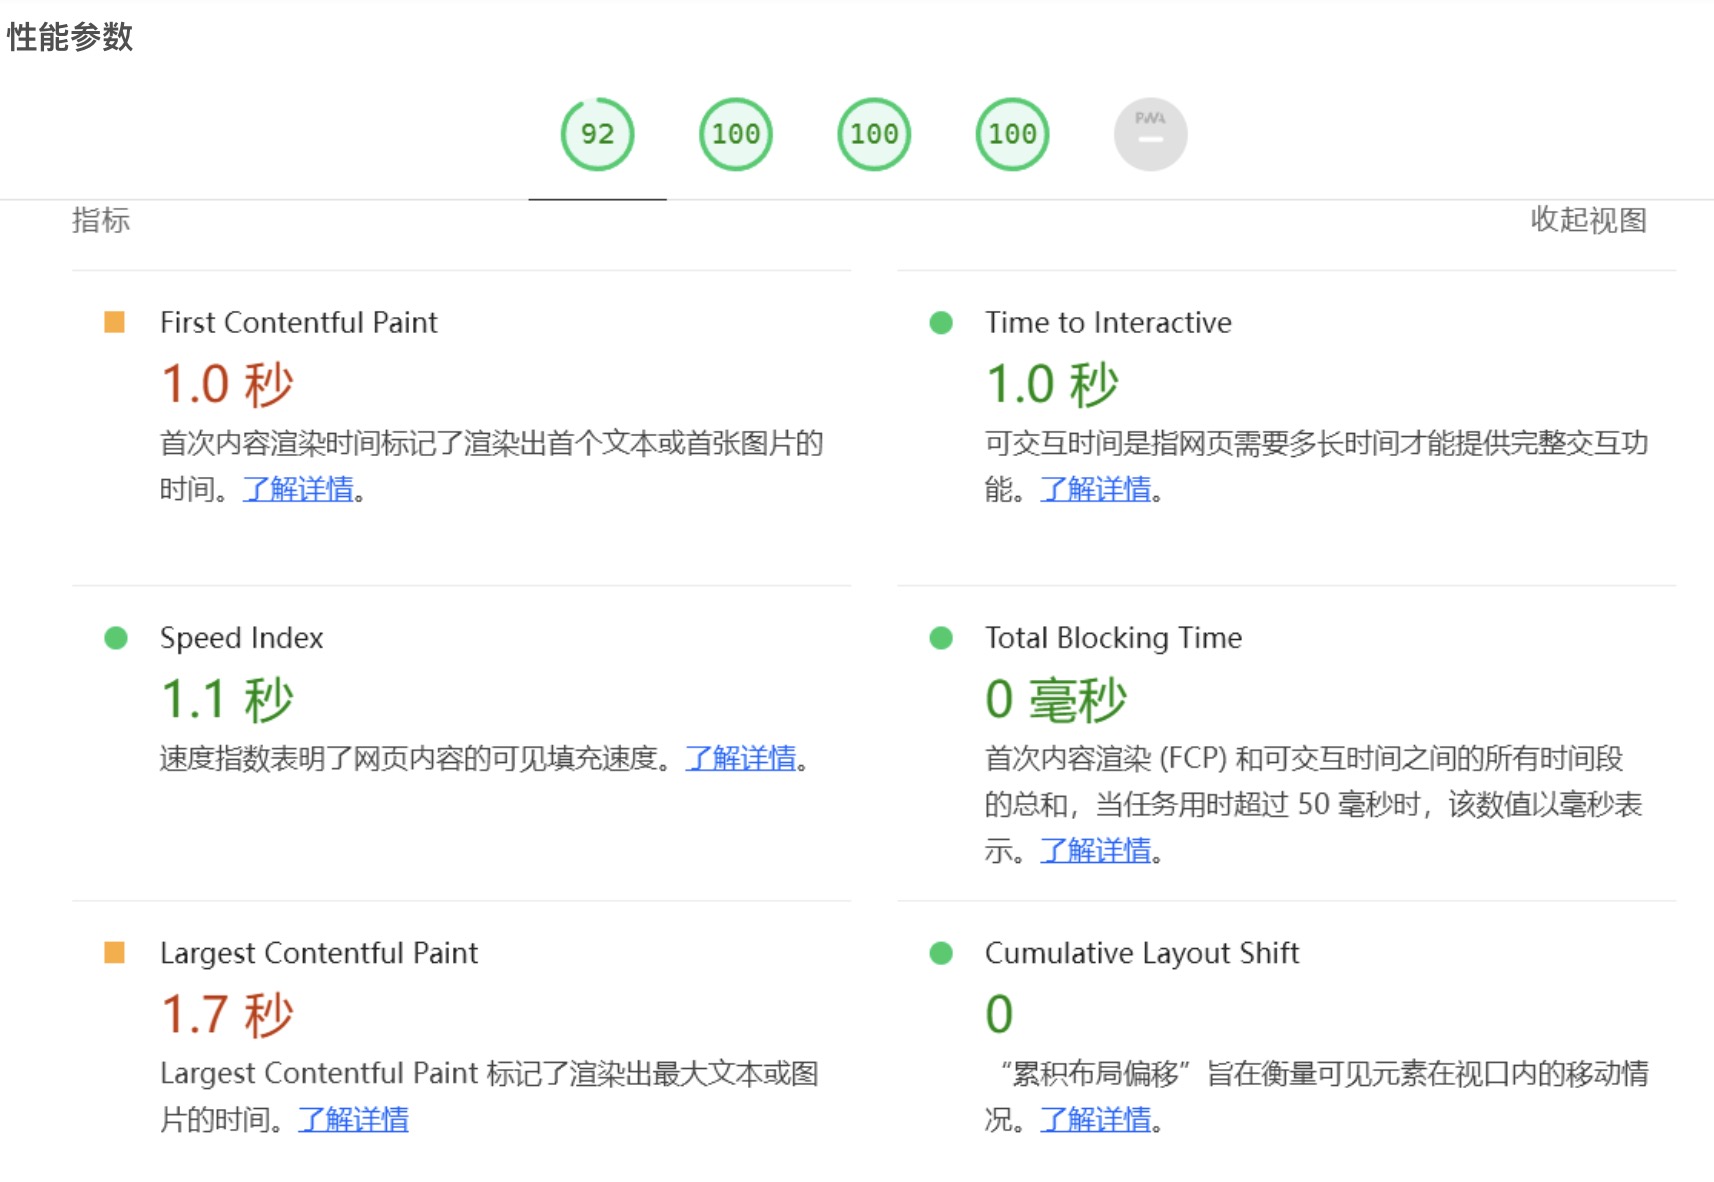 性能参数
92 100 100 100 PWA
指标 收起视图
First Contentful Paint
1.0 秒
首次内容渲染时间标记了渲染出首个文本或首张图片的
时间。了解详情。
Time to Interactive
1.0 秒
可交互时间是指网页需要多长时间才能提供完整交互功
能。了解详情。
Speed Index
1.1 秒
速度指数表明了网页内容的可见填充速度。了解详情。
Total Blocking Time
0 毫秒
首次内容渲染 (FCP) 和可交互时间之间的所有时间段
的总和，当任务用时超过 50 毫秒时，该数值以毫秒表
示。了解详情。
Largest Contentful Paint
1.7 秒
Largest Contentful Paint 标记了渲染出最大文本或图
片的时间。了解详情
Cumulative Layout Shift
0
“累积布局偏移”旨在衡量可见元素在视口内的移动情
况。了解详情。